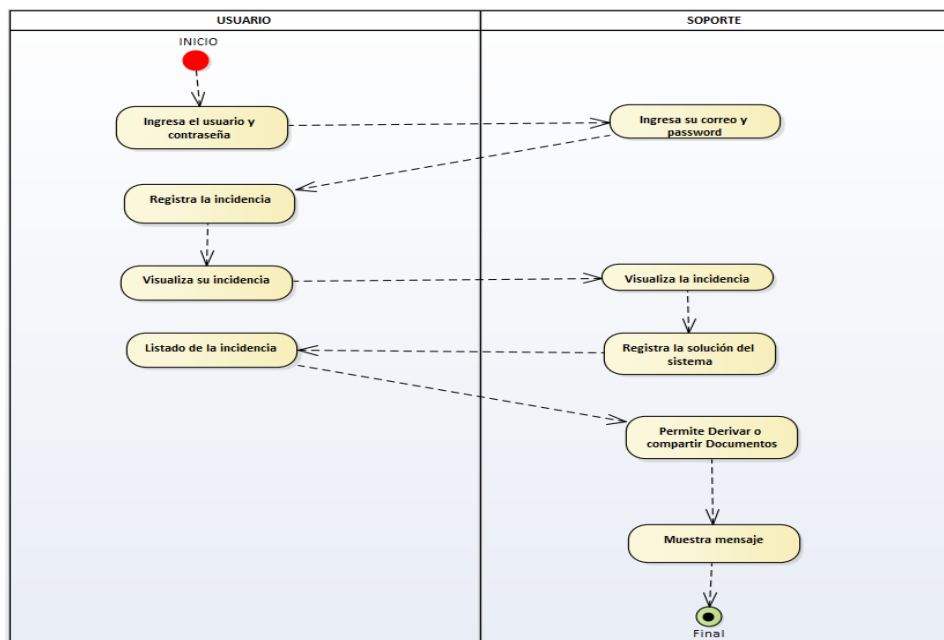 USUARIO
SOPORTE
INICIO
Ingresa el usuario y
contraseña
Ingresa su correo y
password
Registra la incidencia
Visualiza su incidencia
Visualiza la incidencia
Listado de la incidencia
Registra la solución del
sistema
Permite Derivar o
compartir Documentos
Muestra mensaje
Final